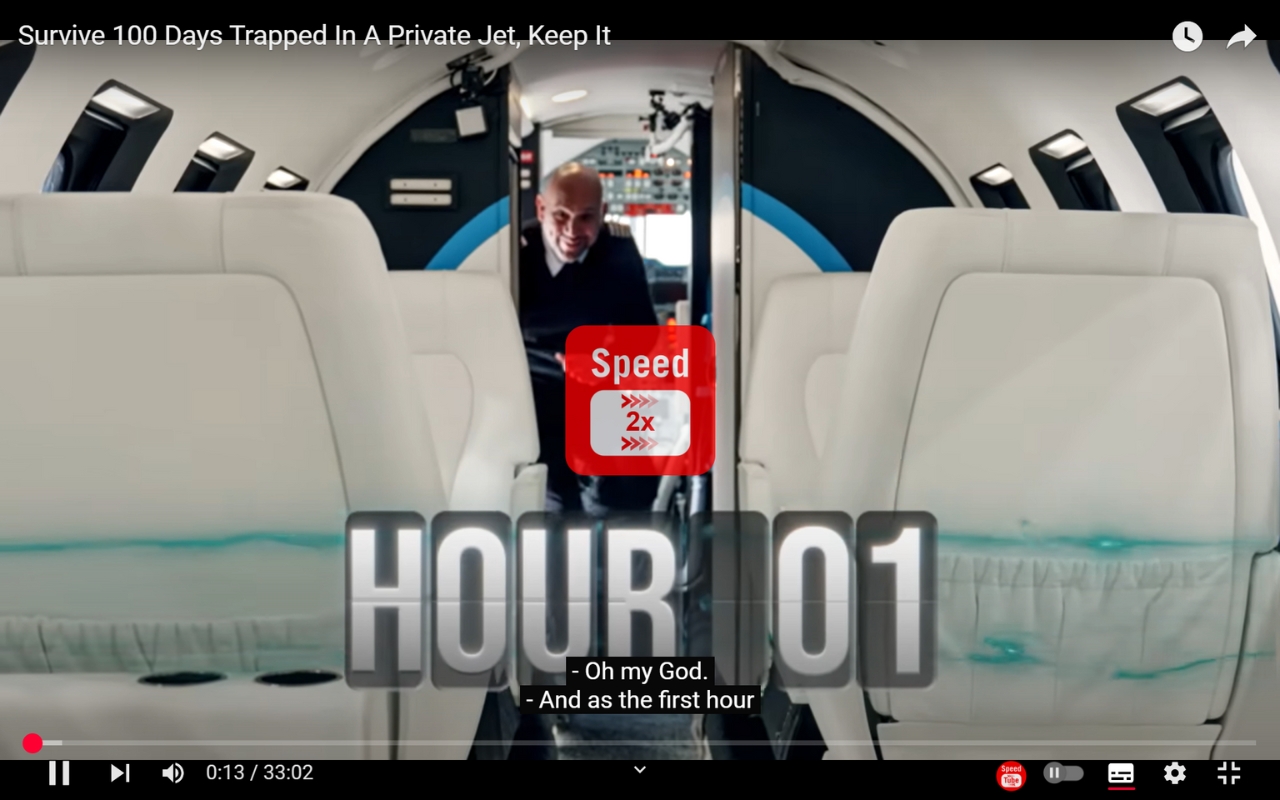 Survive 100 Days Trapped In A Private Jet, Keep It
Speed
2x
HOUR 01
- Oh my God.
- And as the first hour
0:13 / 33:02
Speed
Tube